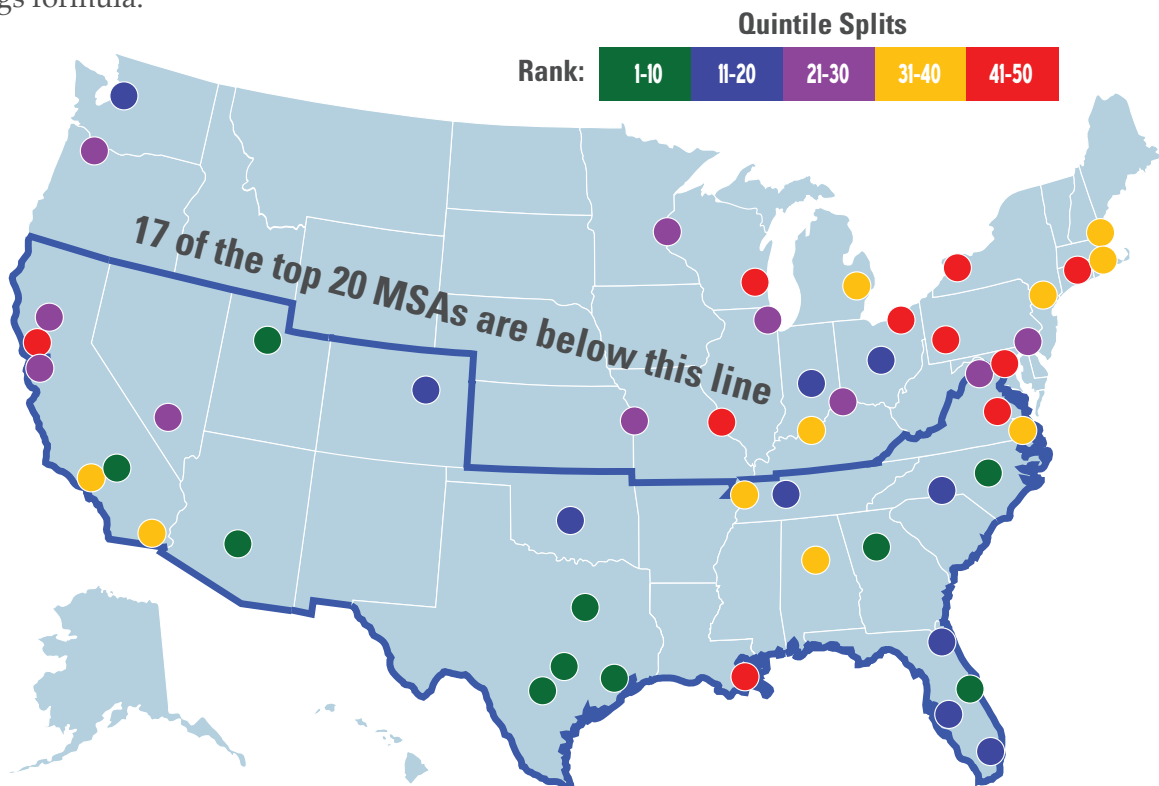 gs formula.
Quintile Splits
Rank: 1-10 11-20 21-30 31-40 41-50
17 of the top 20 MSAs are below this line